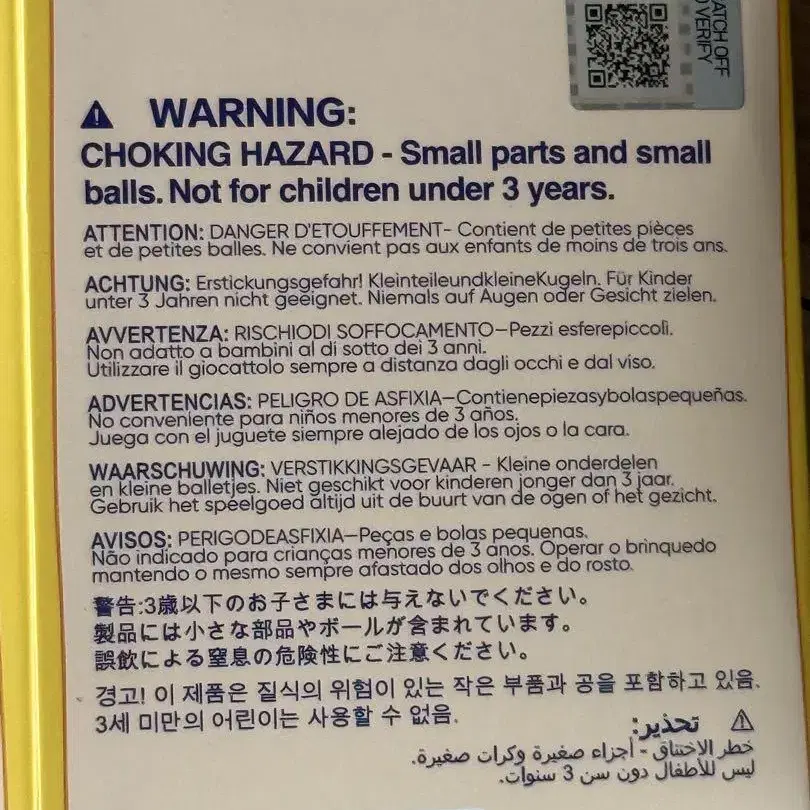 ATCH OFF
O VERIFY
WARNING:
CHOKING HAZARD - Small parts and small
balls. Not for children under 3 years.
ATTENTION: DANGER D'ETOUFFEMENT- Contient de petites pièces
et de petites balles. Ne convient pas aux enfants de moins de trois ans.
ACHTUNG: Erstickungsgefahr! KleinteileundkleineKugeln. Für Kinder
unter 3 Jahren nicht geeignet. Niemals auf Augen oder Gesicht zielen.
AVVERTENZA: RISCHIODI SOFFOCAMENTO–Pezzi esferepiccoli.
Non adatto a bambini al di sotto dei 3 anni.
Utilizzare il giocattolo sempre a distanza dagli occhi e dal viso.
ADVERTENCIAS: PELIGRO DE ASFIXIA–Contienepiezasybolaspequeñas.
No conveniente para niños menores de 3 años.
Juega con el juguete siempre alejado de los ojos o la cara.
WAARSCHUWING: VERSTIKKINGSGEVAAR - Kleine onderdelen
en kleine balletjes. Niet geschikt voor kinderen jonger dan 3 jaar.
Gebruik het speelgoed altijd uit de buurt van de ogen of het gezicht.
AVISOS: PERIGODEASFIXIA–Peças e bolas pequenas.
Não indicado para crianças menores de 3 anos. Operar o brinquedo
mantendo o mesmo sempre afastado dos olhos e do rosto.
警告:3歳以下のお子さまには与えないでください。
製品には小さな部品やボールが含まれています。
誤飲による窒息の危険性にご注意ください。
경고! 이 제품은 질식의 위험이 있는 작은 부품과 공을 포함하고 있음.
3세 미만의 어린이는 사용할 수 없음.
تحذير:
خطر الاختناق - أجزاء صغيرة وكرات صغيرة.
ليس للأطفال دون سن 3 سنوات.